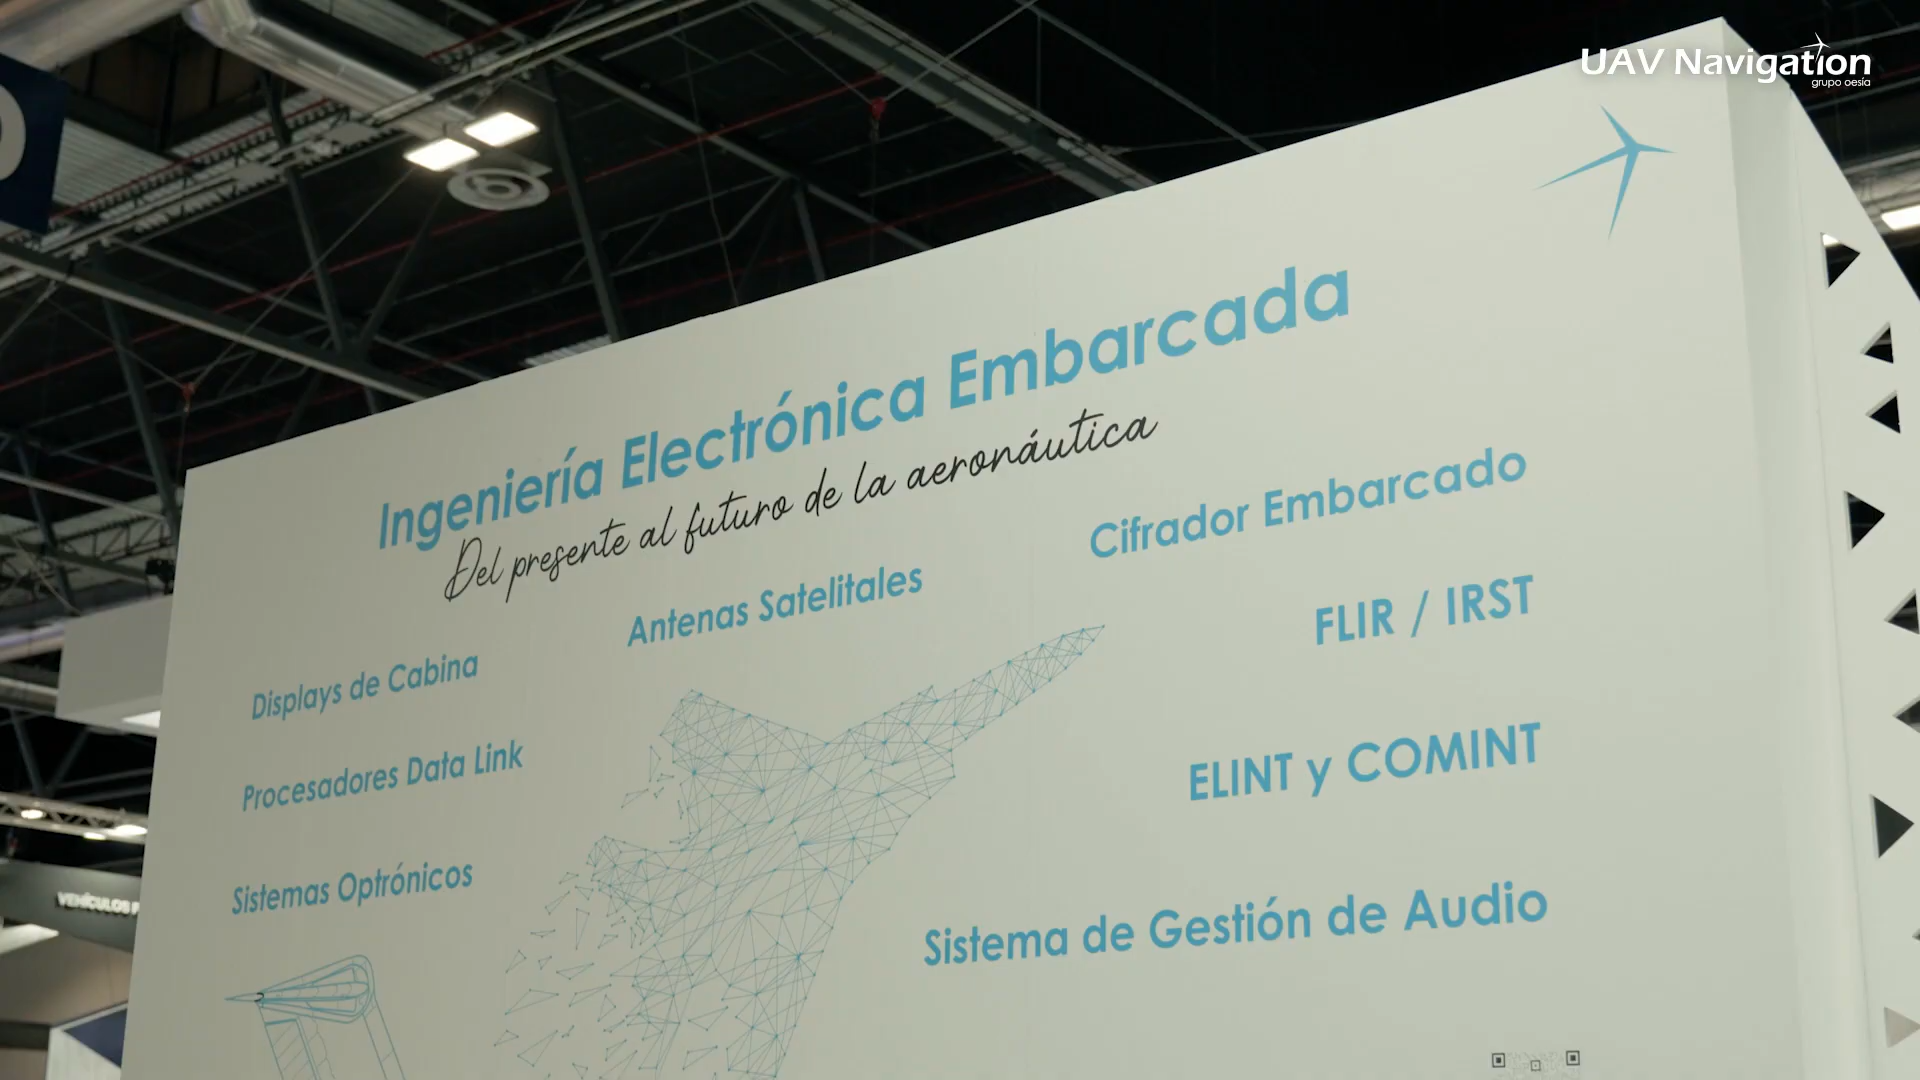 UAV Navigation
grupo oesía
Ingeniería Electrónica Embarcada
Del presente al futuro de la aeronáutica
Cifrador Embarcado
Antenas Satelitales
FLIR / IRST
Displays de Cabina
ELINT y COMINT
Procesadores Data Link
Sistemas Optrónicos
Sistema de Gestión de Audio
VEHÍCULOS